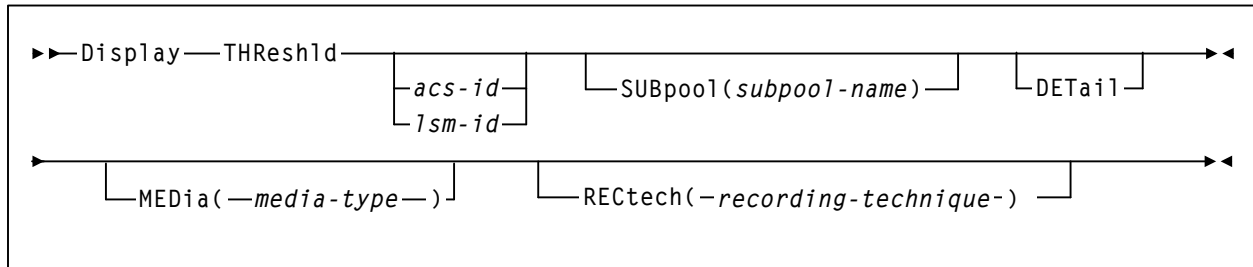 Display THReshld acs-id SUBpool(subpool-name) DETail
lsm-id
MEDia(media-type) RECtech(recording-technique)